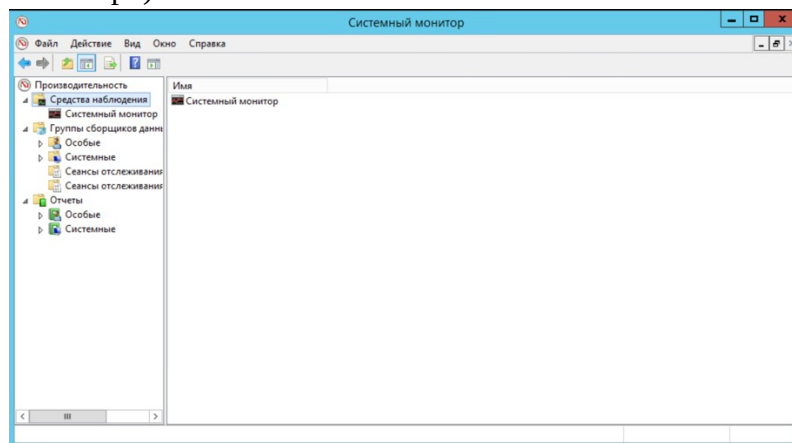 Системный монитор
Файл Действие Вид Окно Справка
Производительность
Средства наблюдения
Системный монитор
Группы сборщиков данн
Особые
Системные
Сеансы отслеживания
Сеансы отслеживания
Отчеты
Особые
Системные
Имя
Системный монитор